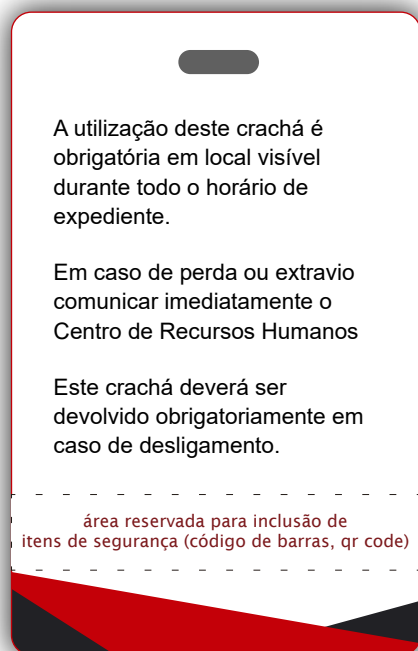 A utilização deste crachá é
obrigatória em local visível
durante todo o horário de
expediente.
Em caso de perda ou extravio
comunicar imediatamente o
Centro de Recursos Humanos
Este crachá deverá ser
devolvido obrigatoriamente em
caso de desligamento.
área reservada para inclusão de
itens de segurança (código de barras, qr code)